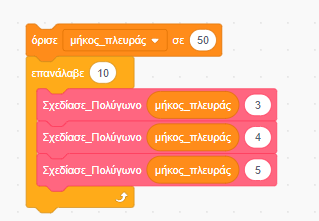 όρισε μήκος_πλευράς σε 50
επανάλαβε 10
Σχεδίασε_Πολύγωνο μήκος_πλευράς 3
Σχεδίασε_Πολύγωνο μήκος_πλευράς 4
Σχεδίασε_Πολύγωνο μήκος_πλευράς 5